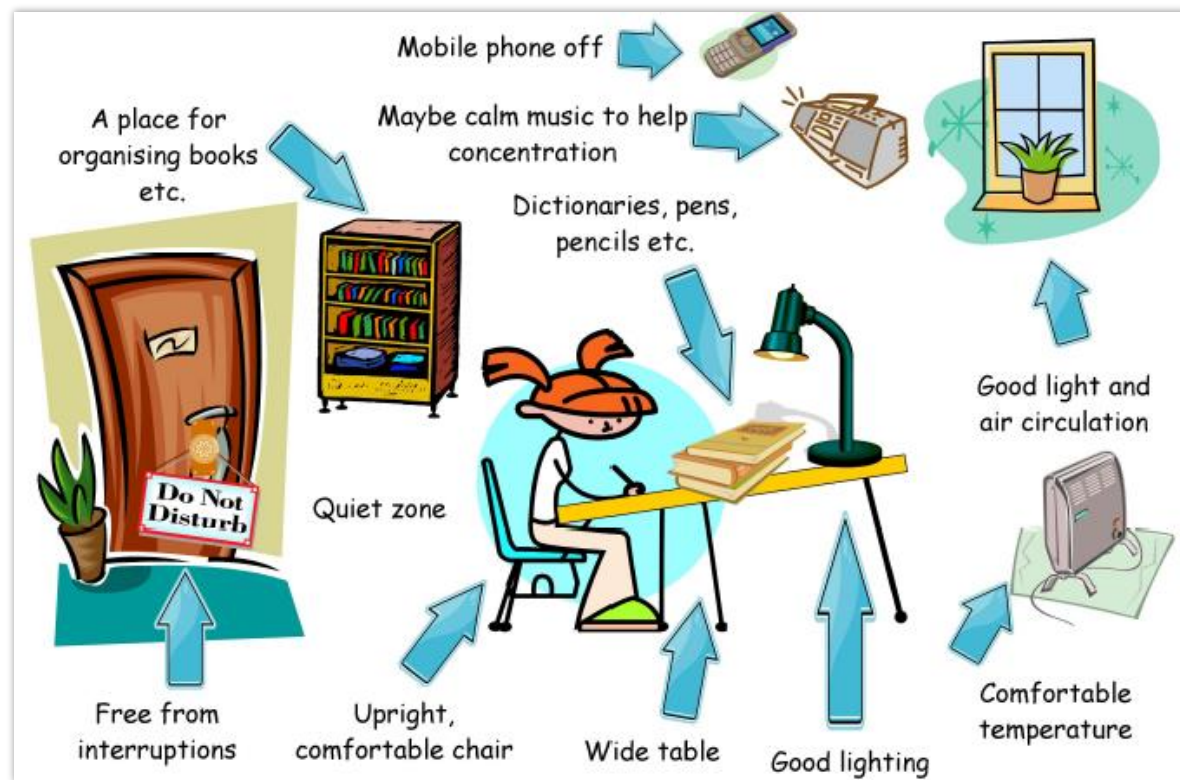 Mobile phone off
A place for
organising books
etc.
Maybe calm music to help
concentration
Dictionaries, pens,
pencils etc.
Good light and
air circulation
Do Not
Disturb
Quiet zone
Free from
interruptions
Upright,
comfortable chair
Wide table
Good lighting
Comfortable
temperature